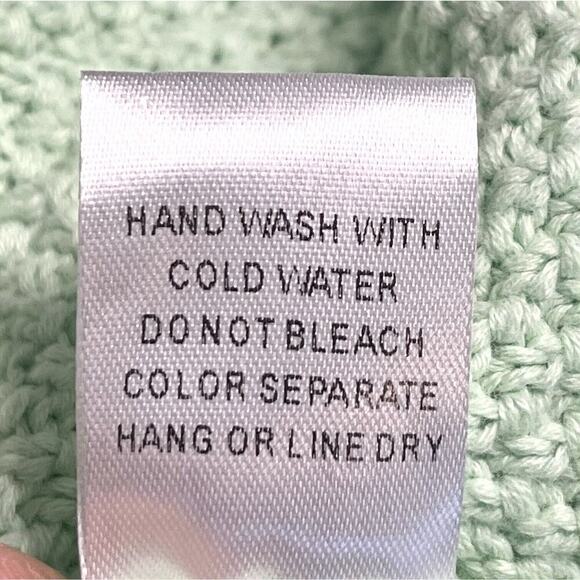 HAND WASH WITH
COLD WATER
DO NOT BLEACH
COLOR SEPARATE
HANG OR LINE DRY